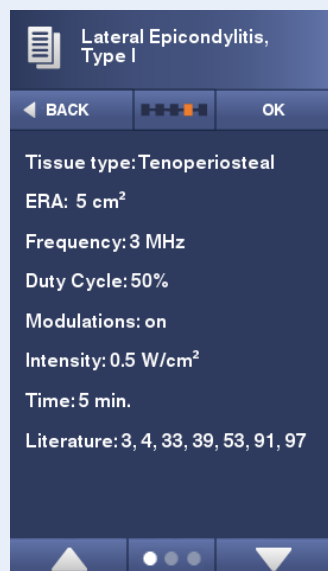 Lateral Epicondylitis,
Type I
BACK
OK
Tissue type: Tenoperiosteal
ERA: 5 cm²
Frequency: 3 MHz
Duty Cycle: 50%
Modulations: on
Intensity: 0.5 W/cm²
Time: 5 min.
Literature: 3, 4, 33, 39, 53, 91, 97